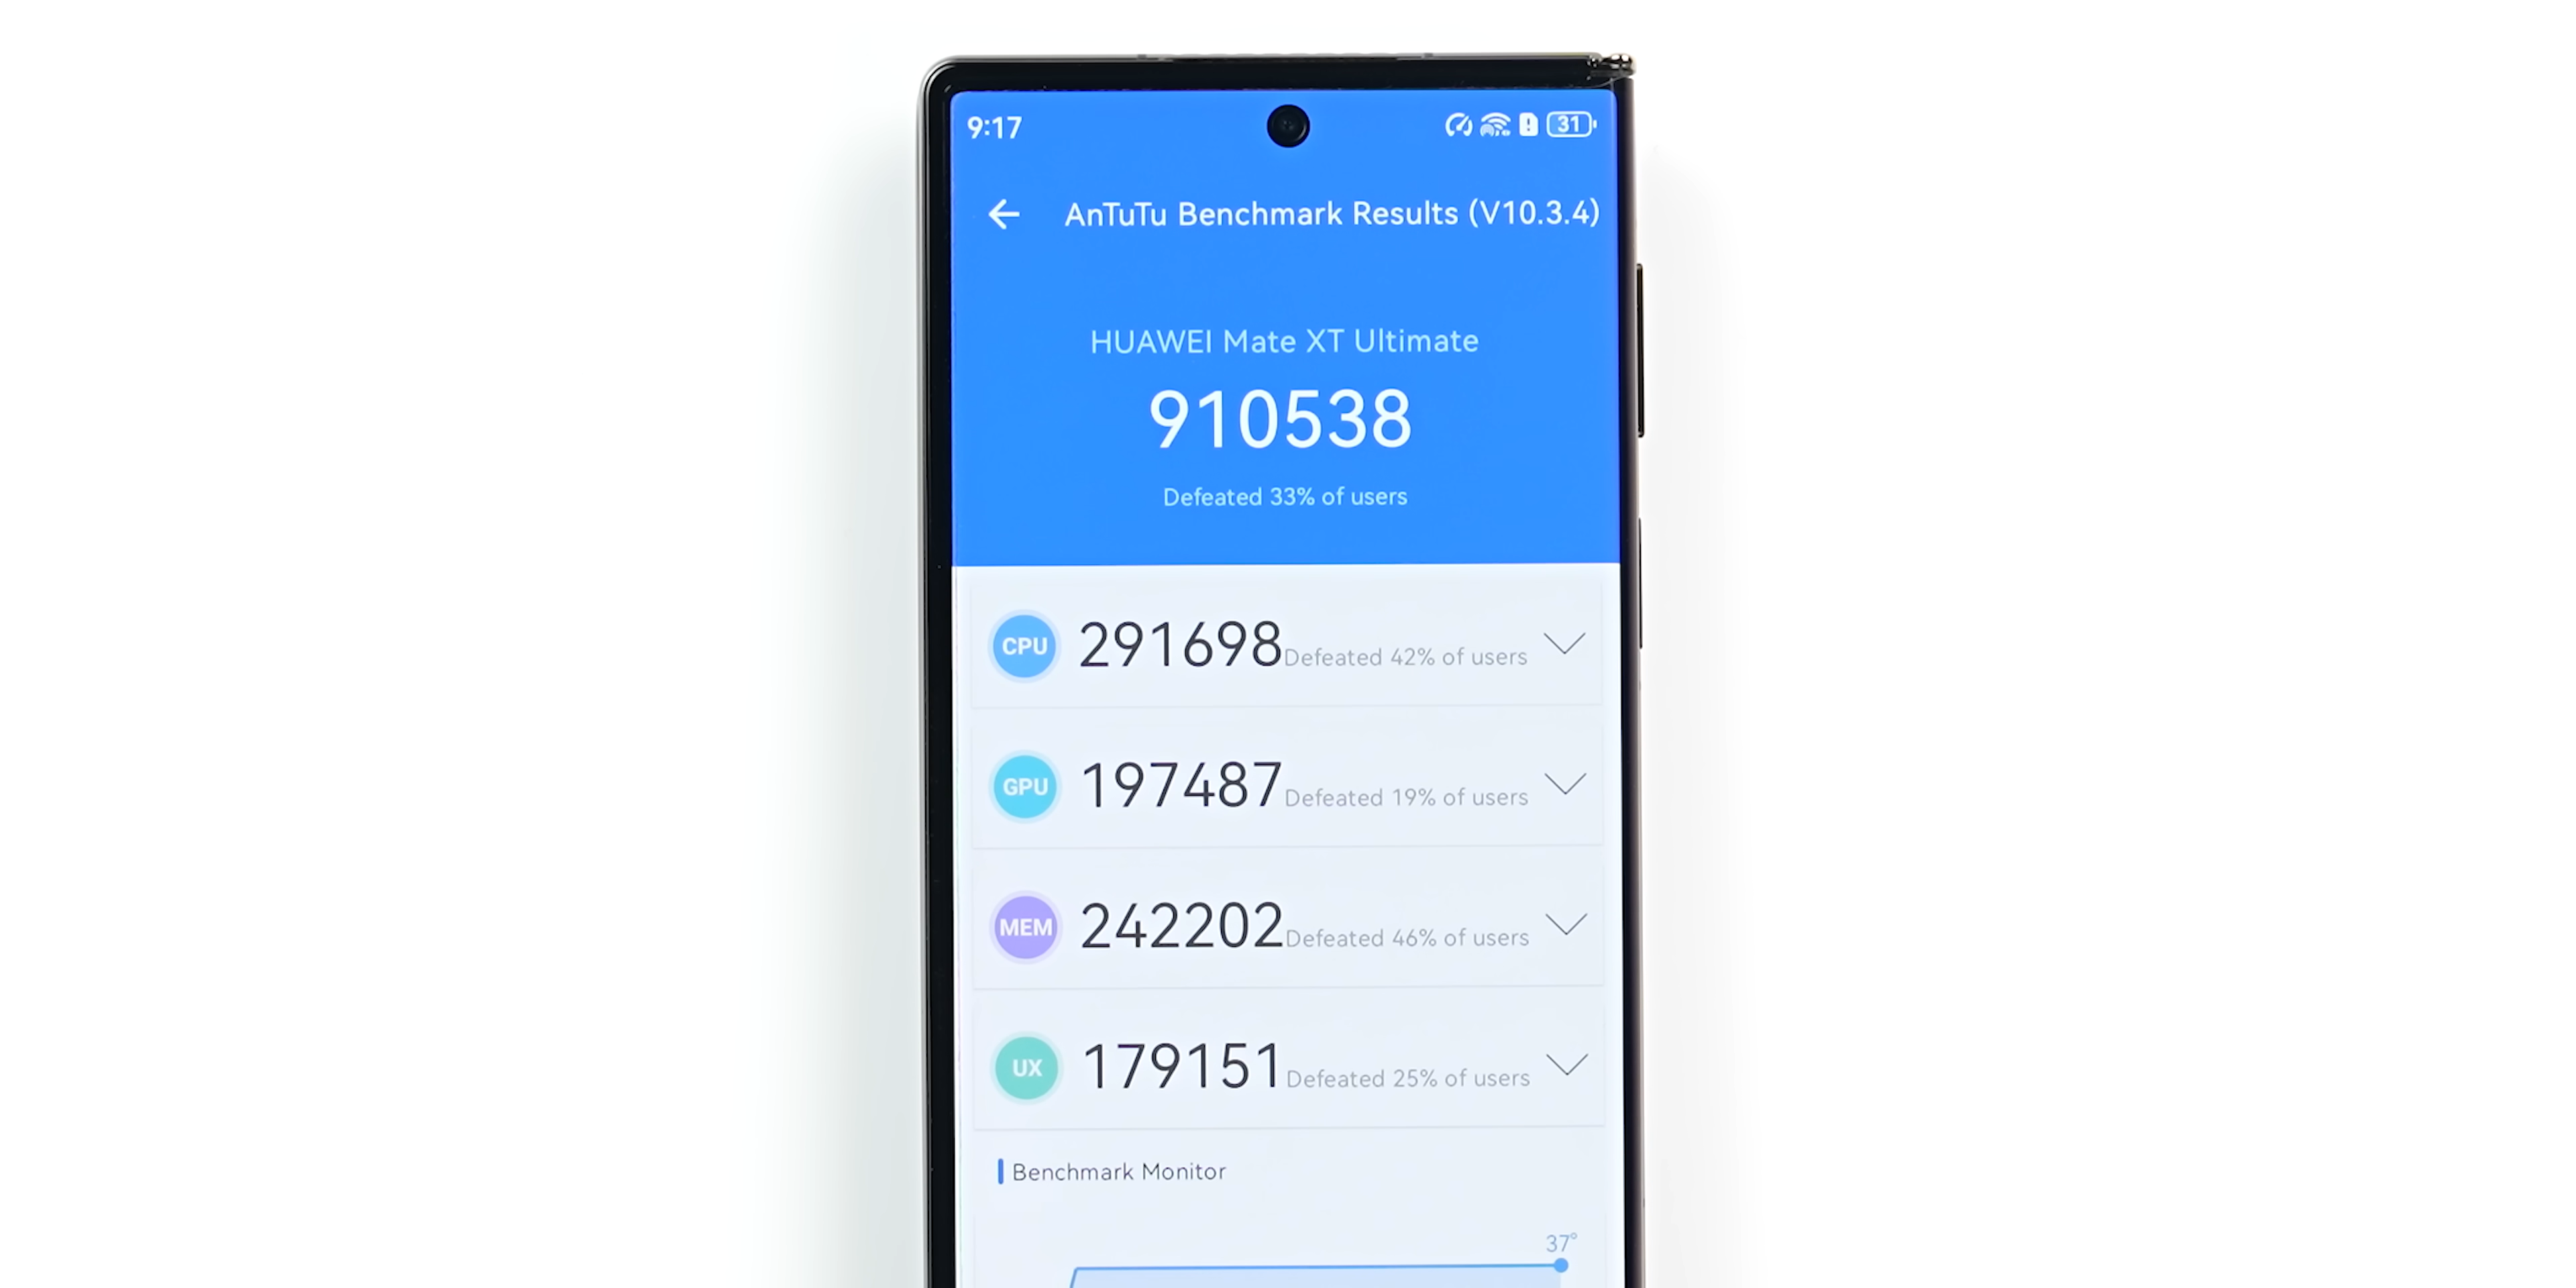 9:17 31
AnTuTu Benchmark Results (V10.3.4)
HUAWEI Mate XT Ultimate
910538
Defeated 33% of users
CPU 291698 Defeated 42% of users
GPU 197487 Defeated 19% of users
MEM 242202 Defeated 46% of users
UX 179151 Defeated 25% of users
Benchmark Monitor
37°